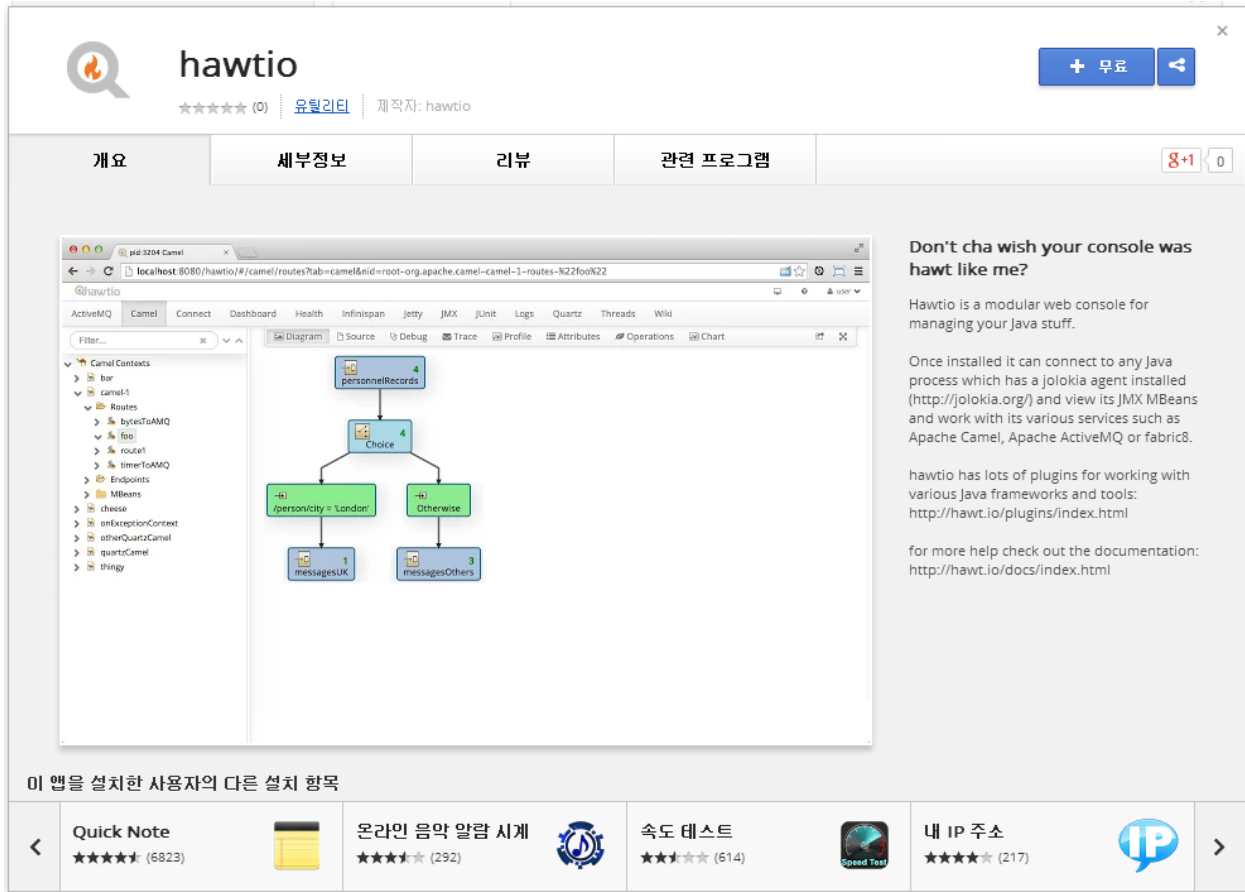 hawtio
+ 무료
(0) 유틸리티 제작자: hawtio
개요 세부정보 리뷰 관련 프로그램 g+1 0
pid:3204 Camel
localhost:8080/hawtio/#/camel/routes?tab=camel&nid=root-org.apache.camel-camel-1-routes-%22foo%22
hawtio user
ActiveMQ Camel Connect Dashboard Health Infinispan Jetty JMX JUnit Logs Quartz Threads Wiki
Filter...
Diagram Source Debug Trace Profile Attributes Operations Chart
Camel Contexts
bar
camel-1
Routes
bytesToAMQ
foo
route1
timerToAMQ
Endpoints
MBeans
cheese
onExceptionContext
otherQuartzCamel
quartzCamel
thingy
4
personnelRecords
4
Choice
/person/city = 'London'
Otherwise
1
messagesUK
3
messagesOthers
Don't cha wish your console was
hawt like me?
Hawtio is a modular web console for
managing your Java stuff.
Once installed it can connect to any Java
process which has a jolokia agent installed
(http://jolokia.org/) and view its JMX MBeans
and work with its various services such as
Apache Camel, Apache ActiveMQ or fabric8.
hawtio has lots of plugins for working with
various Java frameworks and tools:
http://hawt.io/plugins/index.html
for more help check out the documentation:
http://hawt.io/docs/index.html
이 앱을 설치한 사용자의 다른 설치 항목
Quick Note
(6823)
온라인 음악 알람 시계
(292)
속도 테스트
(614)
Speed Test
내 IP 주소
(217)
IP